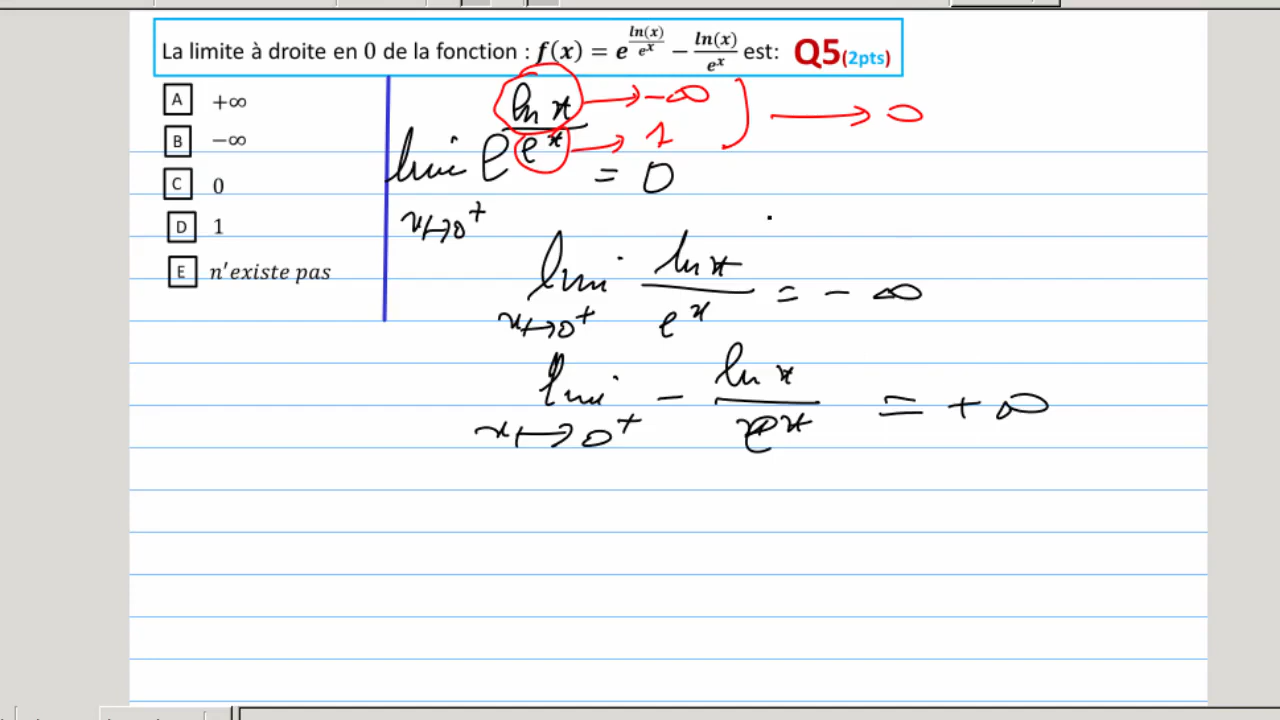 La limite à droite en 0 de la fonction : f(x) = e^{ln(x)/e^x} − ln(x)/e^x est: Q5(2pts)
A +∞
B −∞
C 0
D 1
E n'existe pas
ln x → −∞
e^x → 1
} → 0
lim e^{ln x/e^x} = 0
x↦0⁺
lim ln x/e^x = − ∞
x↦0⁺
lim − ln x/e^x = + ∞
x↦0⁺